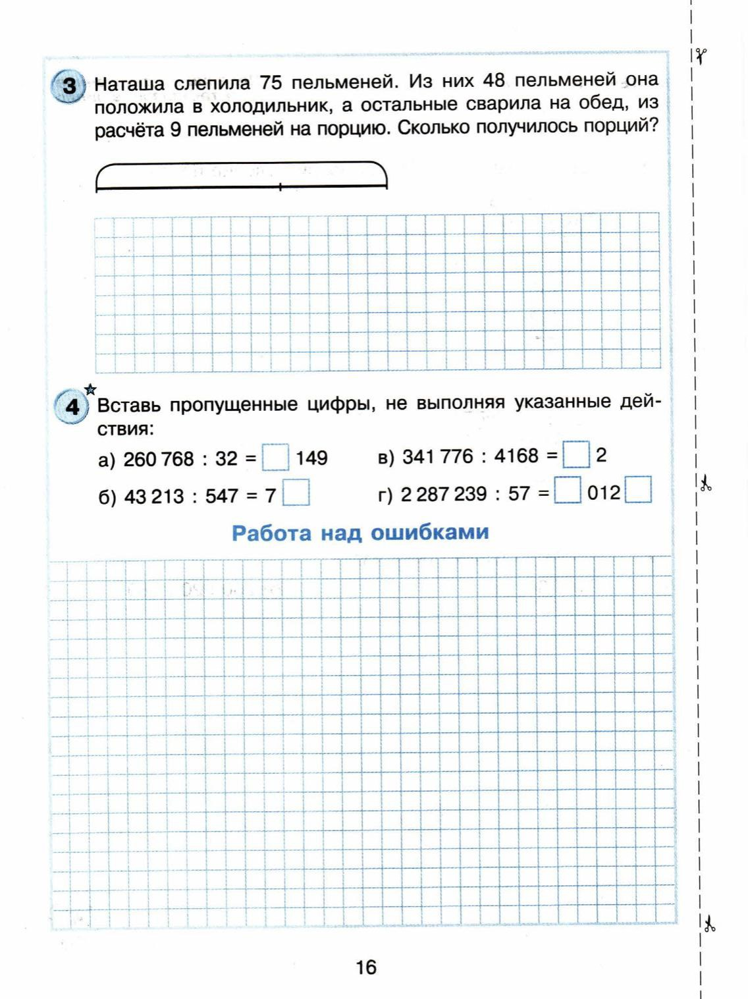 3 Наташа слепила 75 пельменей. Из них 48 пельменей она
положила в холодильник, а остальные сварила на обед, из
расчёта 9 пельменей на порцию. Сколько получилось порций?
4 Вставь пропущенные цифры, не выполняя указанные дей-
ствия:
а) 260 768 : 32 = 149
в) 341 776 : 4168 = 2
б) 43 213 : 547 = 7
г) 2 287 239 : 57 = 012
Работа над ошибками
16